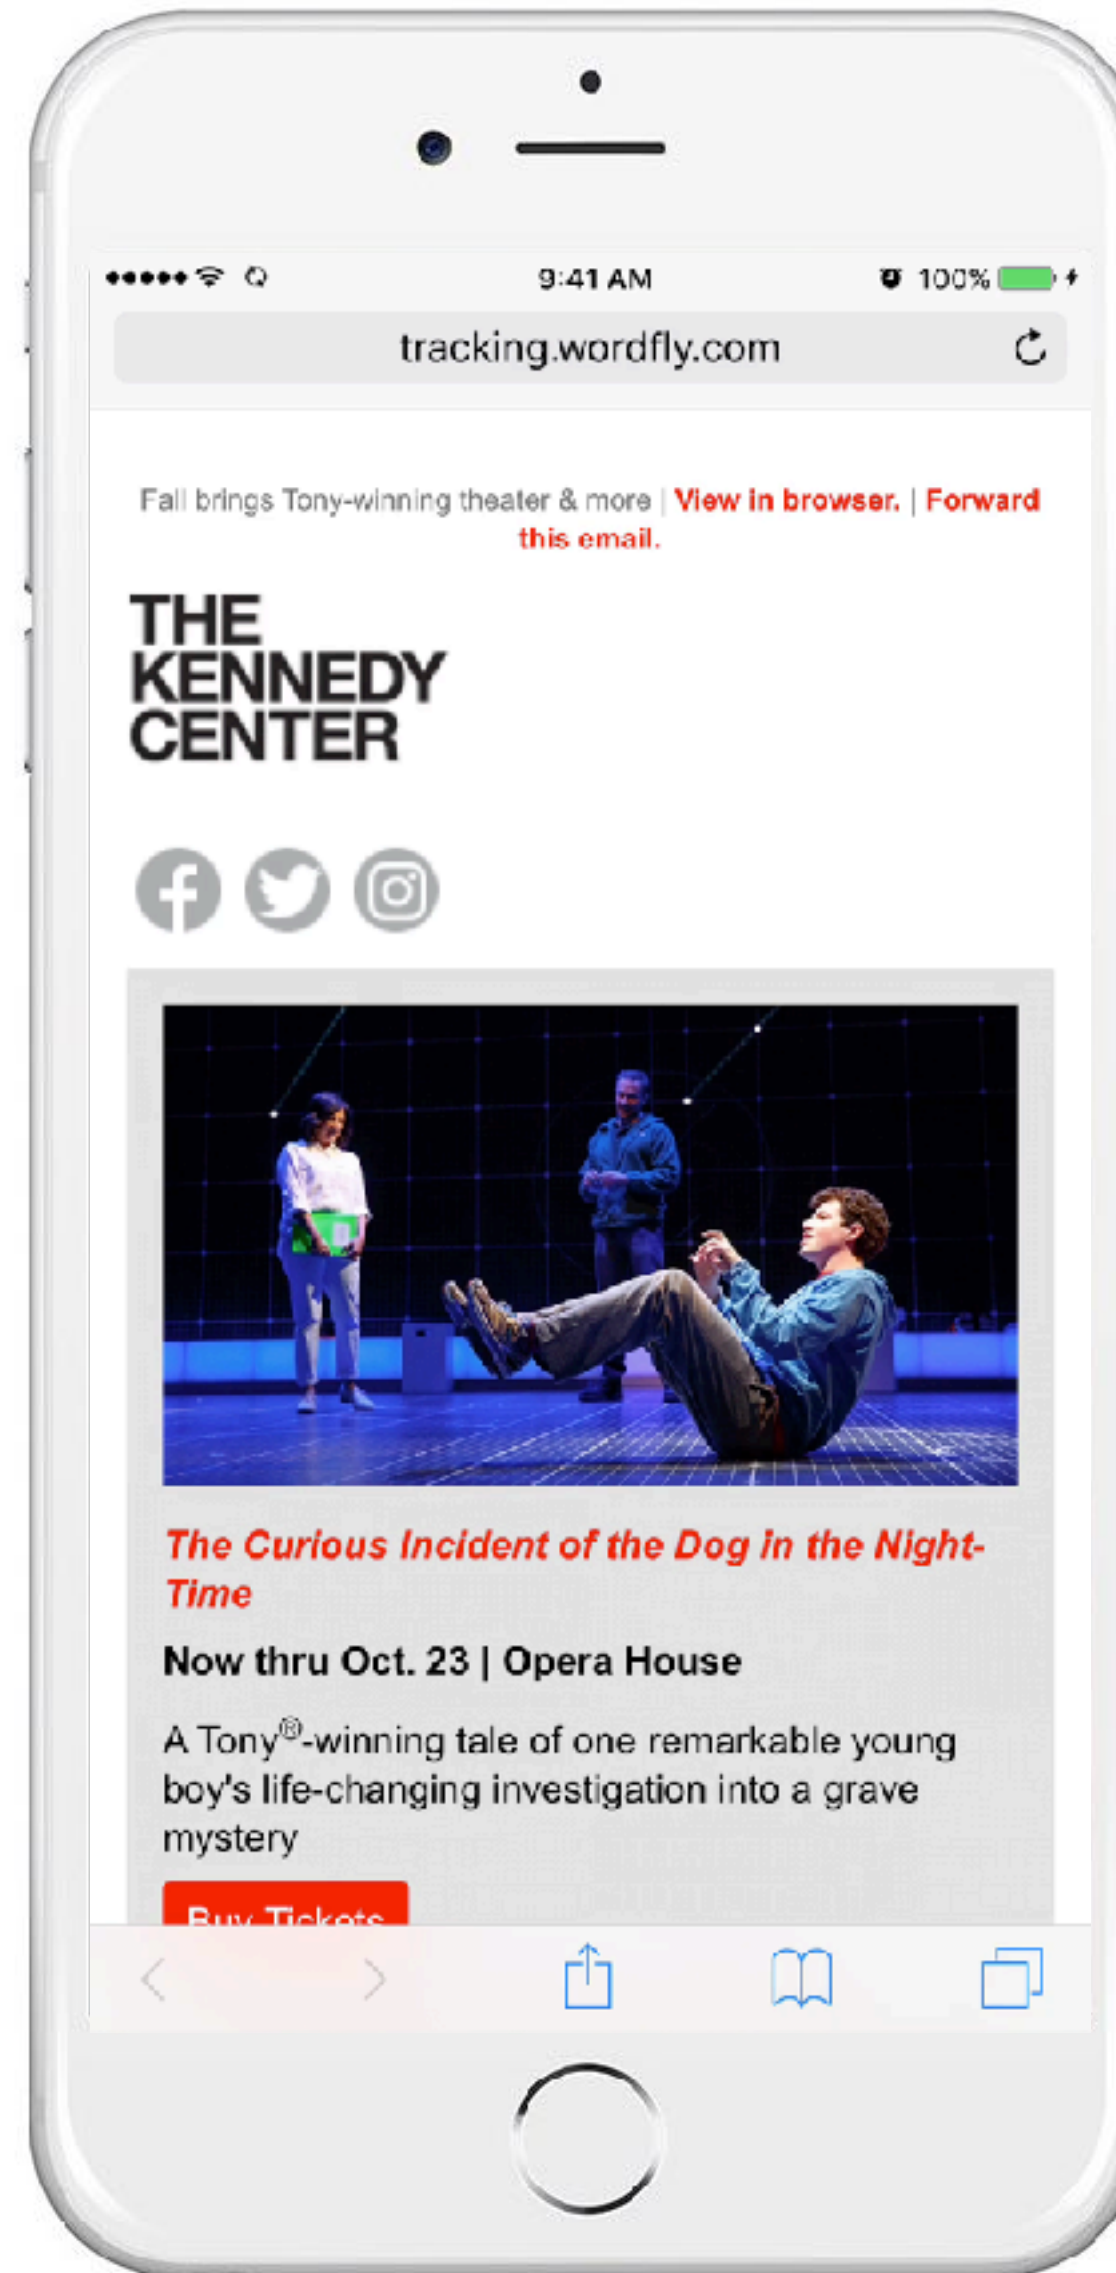 9:41 AM
100%
tracking.wordfly.com
Fall brings Tony-winning theater & more | View in browser. | Forward
this email.
THE
KENNEDY
CENTER
The Curious Incident of the Dog in the Night-
Time
Now thru Oct. 23 | Opera House
A Tony®-winning tale of one remarkable young
boy's life-changing investigation into a grave
mystery
Buy Tickets